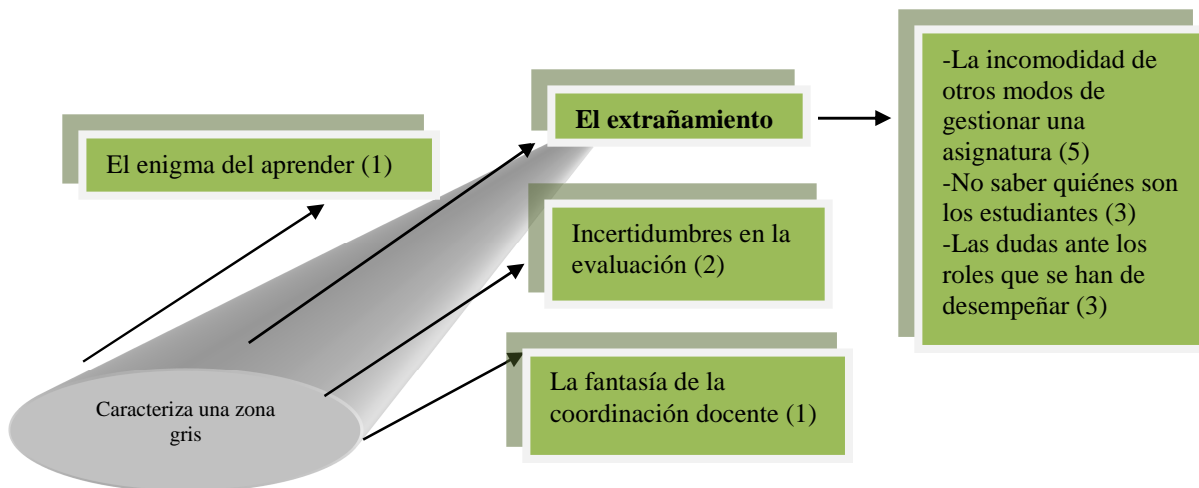 El enigma del aprender (1)
El extrañamiento
-La incomodidad de
otros modos de
gestionar una
asignatura (5)
-No saber quiénes son
los estudiantes (3)
-Las dudas ante los
roles que se han de
desempeñar (3)
Incertidumbres en la
evaluación (2)
La fantasía de la
coordinación docente (1)
Caracteriza una zona
gris